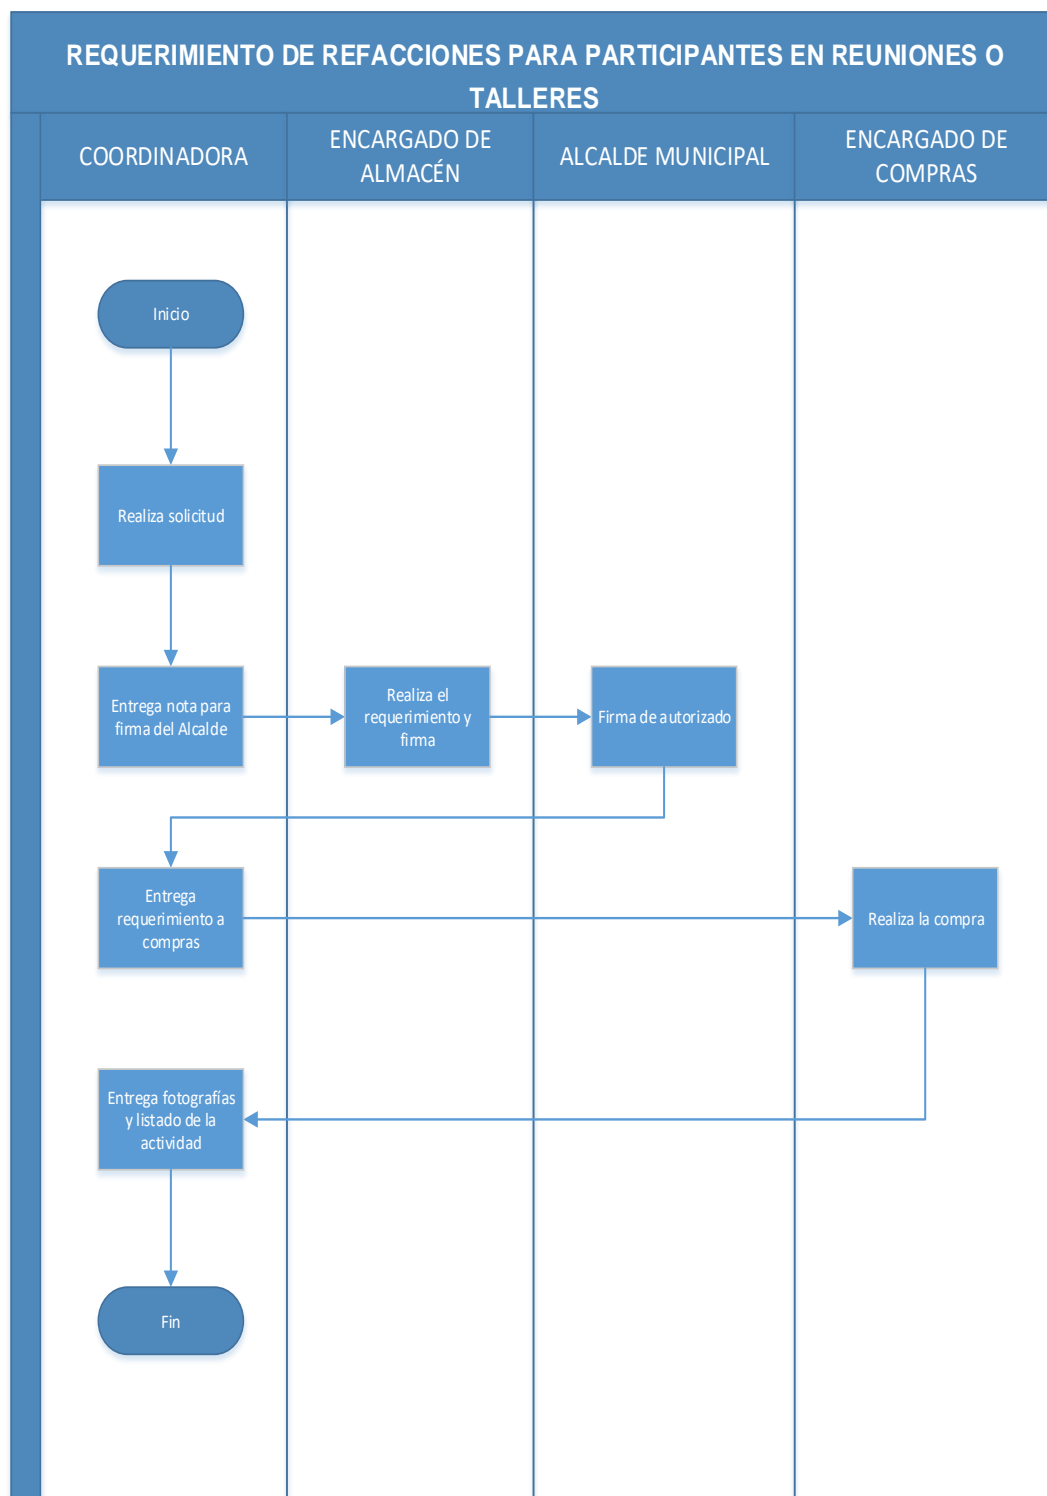 REQUERIMIENTO DE REFACCIONES PARA PARTICIPANTES EN REUNIONES O
TALLERES
COORDINADORA
ENCARGADO DE
ALMACÉN
ALCALDE MUNICIPAL
ENCARGADO DE
COMPRAS
Inicio
Realiza solicitud
Entrega nota para
firma del Alcalde
Realiza el
requerimiento y
firma
Firma de autorizado
Entrega
requerimiento a
compras
Realiza la compra
Entrega fotografías
y listado de la
actividad
Fin